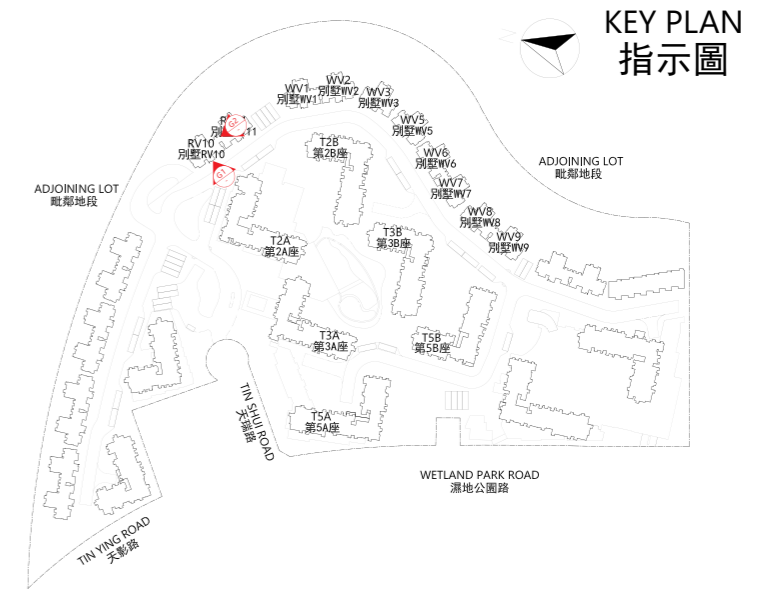 KEY PLAN
指示圖
WV1
別墅WV1
WV2
別墅WV2
WV3
別墅WV3
WV5
別墅WV5
WV6
別墅WV6
WV7
別墅WV7
WV8
別墅WV8
WV9
別墅WV9
G2
RV10
別墅RV10
G1
T2B
第2B座
ADJOINING LOT
毗鄰地段
ADJOINING LOT
毗鄰地段
T2A
第2A座
T3B
第3B座
T3A
第3A座
T5B
第5B座
T5A
第5A座
TIN SHUI ROAD
天瑞路
WETLAND PARK ROAD
濕地公園路
TIN YING ROAD
天影路